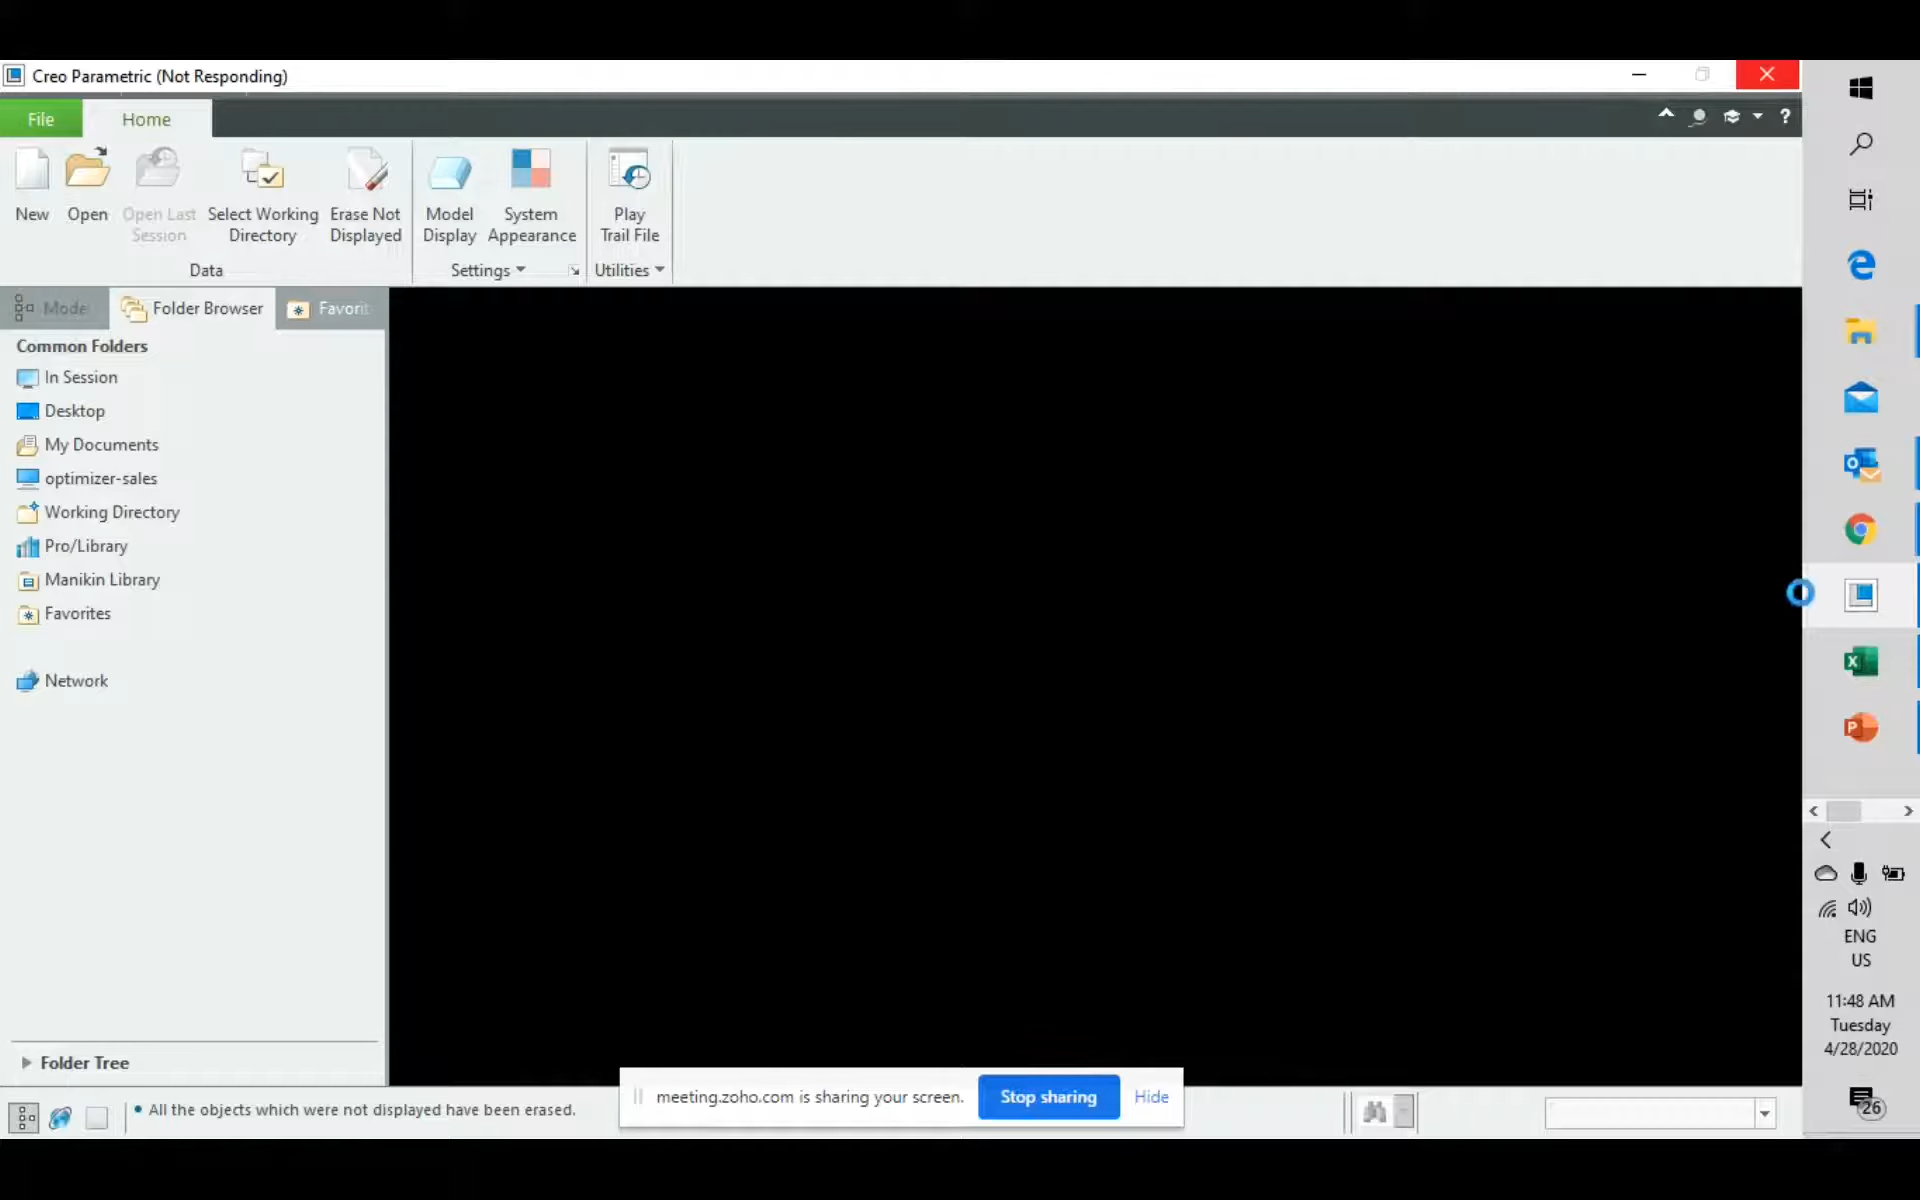 Creo Parametric (Not Responding)
File
Home
?
New
Open
Open Last
Session
Select Working
Directory
Erase Not
Displayed
Model
Display
System
Appearance
Play
Trail File
Data
Settings
Utilities
Mode
Folder Browser
Favorit
Common Folders
In Session
Desktop
My Documents
optimizer-sales
Working Directory
Pro/Library
Manikin Library
Favorites
Network
Folder Tree
All the objects which were not displayed have been erased.
meeting.zoho.com is sharing your screen.
Stop sharing
Hide
ENG
US
11:48 AM
Tuesday
4/28/2020
26